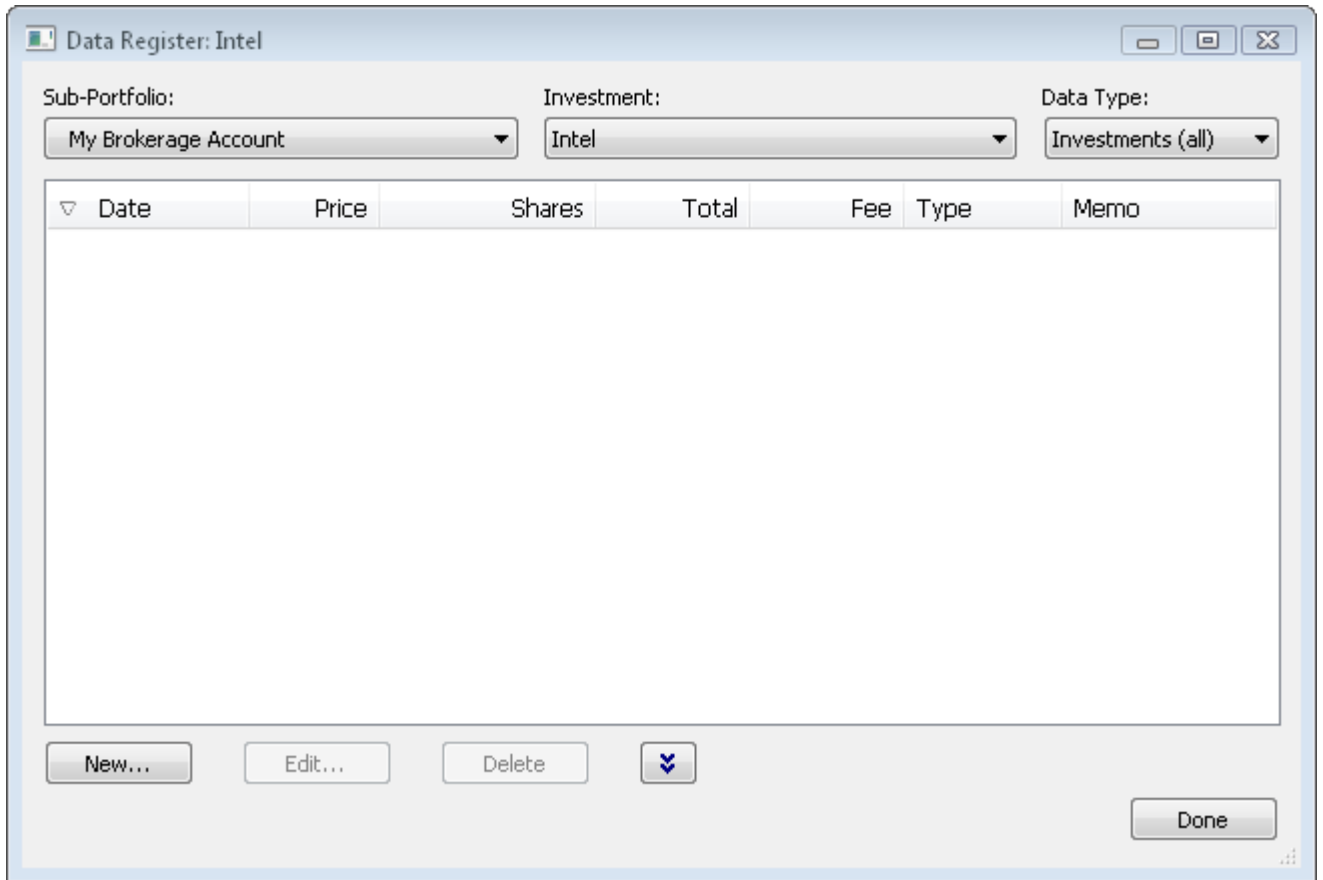 Data Register: Intel
Sub-Portfolio: Investment: Data Type:
My Brokerage Account Intel Investments (all)
Date Price Shares Total Fee Type Memo
New... Edit... Delete
Done